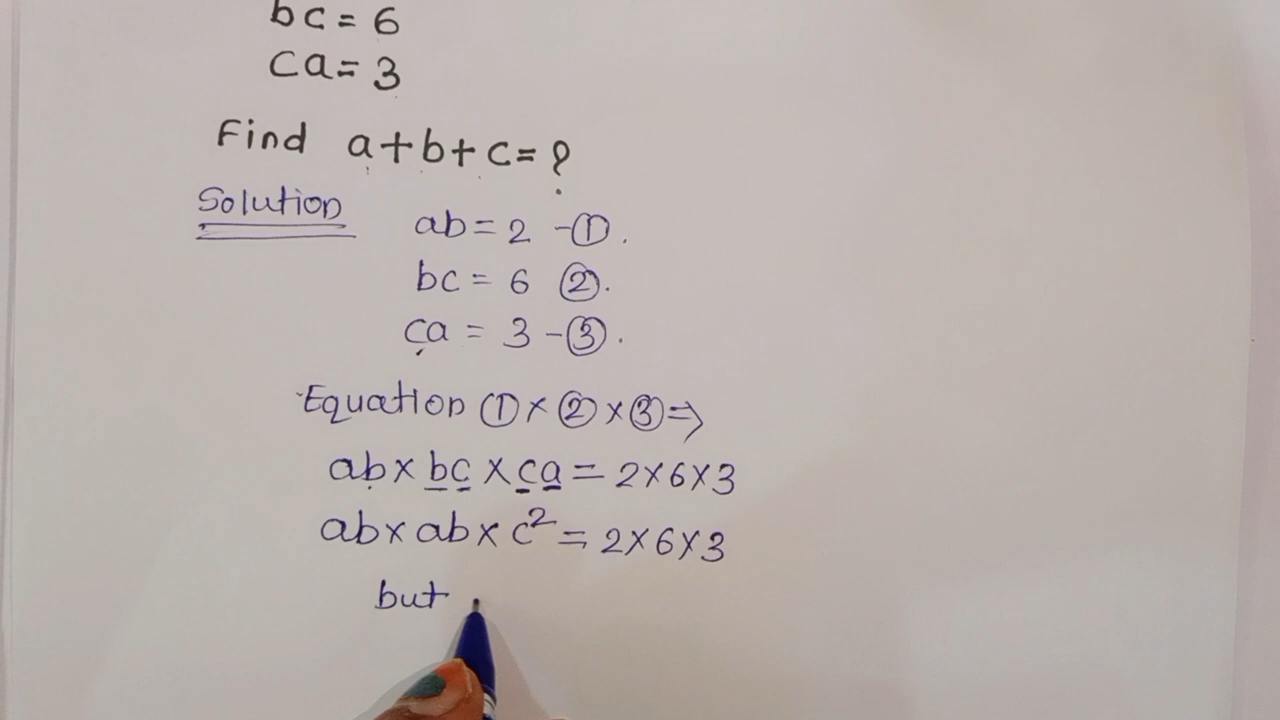 bc = 6
ca = 3
Find a+b+c = ?
Solution
ab = 2 -①.
bc = 6 ②.
ca = 3 -③.
Equation ① × ② × ③ ⇒
ab × bc × ca = 2×6×3
ab × ab × c² = 2×6×3
but